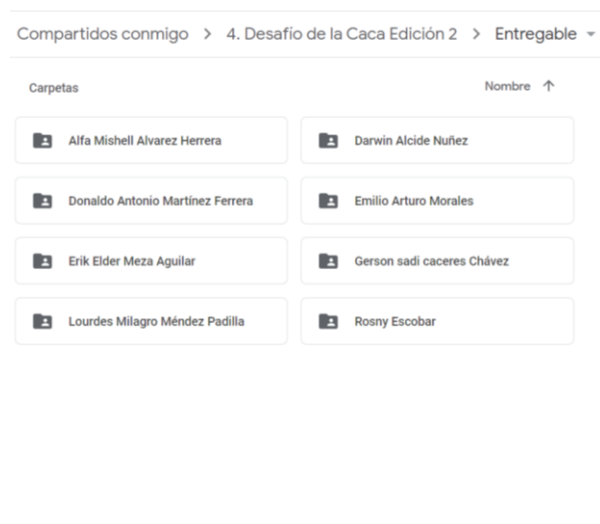 Compartidos conmigo > 4. Desafío de la Caca Edición 2 > Entregable
Carpetas
Nombre ↑
Alfa Mishell Alvarez Herrera
Darwin Alcide Nuñez
Donaldo Antonio Martínez Ferrera
Emilio Arturo Morales
Erik Elder Meza Aguilar
Gerson sadi caceres Chávez
Lourdes Milagro Méndez Padilla
Rosny Escobar